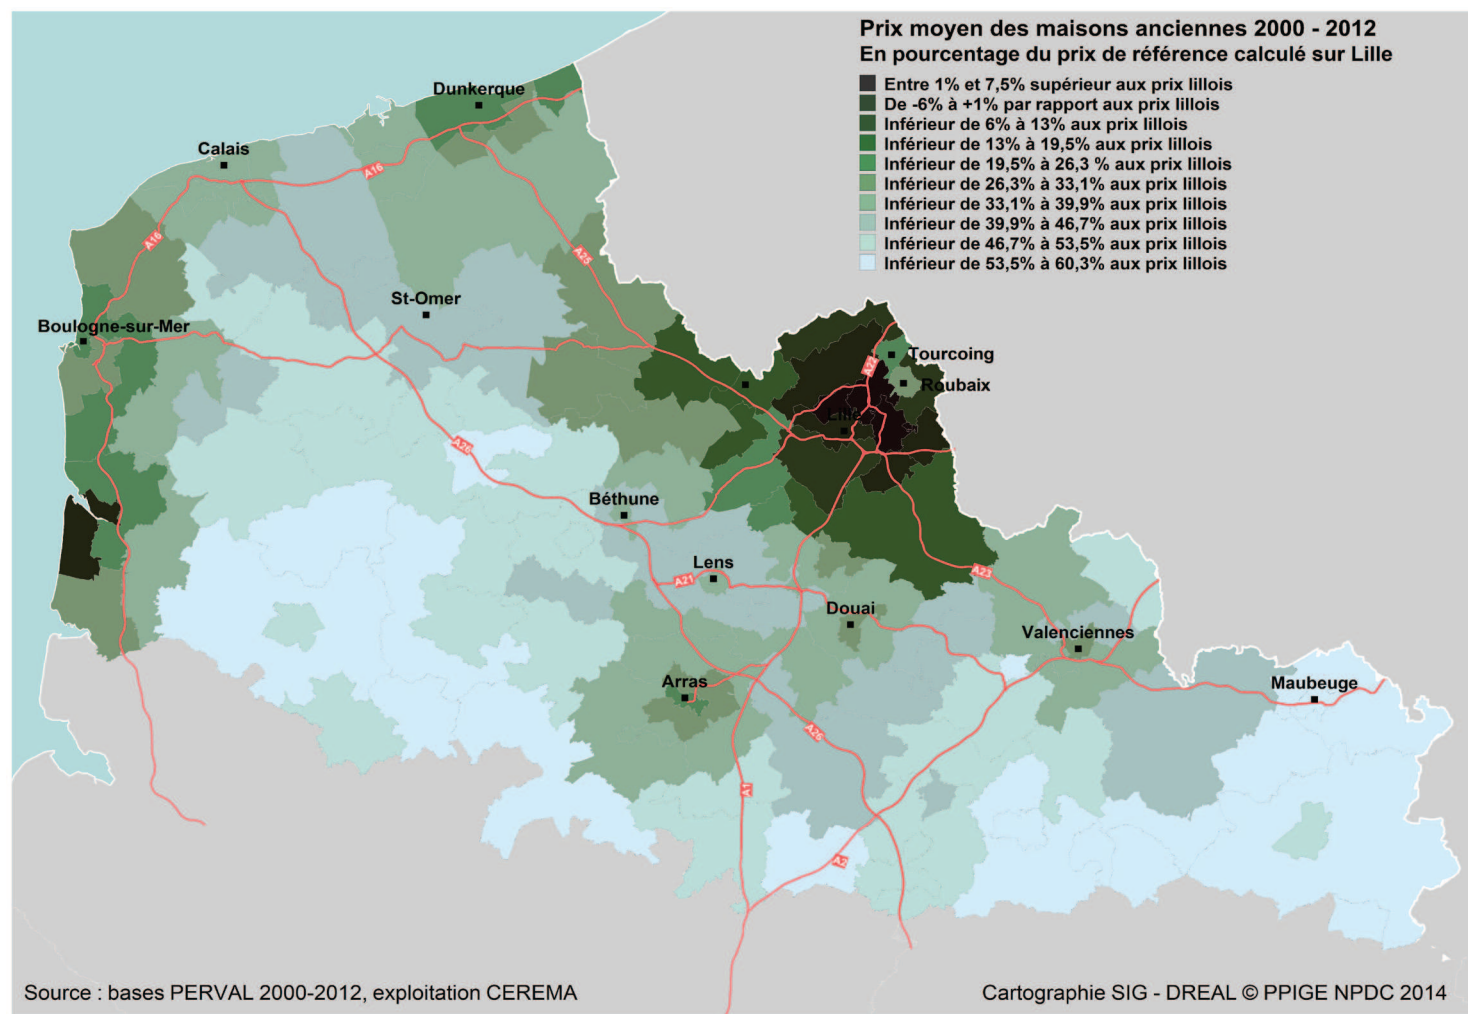 Prix moyen des maisons anciennes 2000 - 2012
En pourcentage du prix de référence calculé sur Lille
Entre 1% et 7,5% supérieur aux prix lillois
De -6% à +1% par rapport aux prix lillois
Inférieur de 6% à 13% aux prix lillois
Inférieur de 13% à 19,5% aux prix lillois
Inférieur de 19,5% à 26,3 % aux prix lillois
Inférieur de 26,3% à 33,1% aux prix lillois
Inférieur de 33,1% à 39,9% aux prix lillois
Inférieur de 39,9% à 46,7% aux prix lillois
Inférieur de 46,7% à 53,5% aux prix lillois
Inférieur de 53,5% à 60,3% aux prix lillois
Dunkerque
Calais
A16
A16
A25
St-Omer
Boulogne-sur-Mer
Tourcoing
A22
Roubaix
Lille
A26
Béthune
Lens
A21
A23
Douai
Valenciennes
Arras
Maubeuge
A26
A1
A2
Source : bases PERVAL 2000-2012, exploitation CEREMA
Cartographie SIG - DREAL © PPIGE NPDC 2014